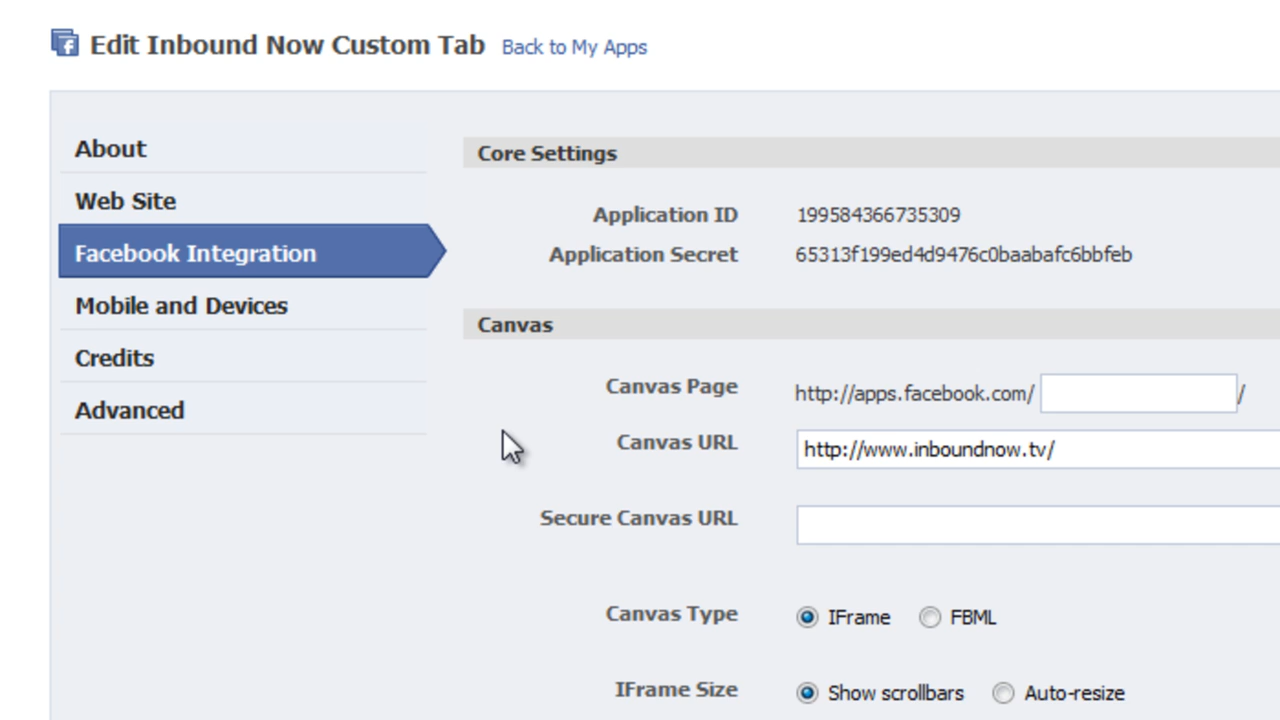 Edit Inbound Now Custom Tab Back to My Apps
About
Web Site
Facebook Integration
Mobile and Devices
Credits
Advanced
Core Settings
Application ID 199584366735309
Application Secret 65313f199ed4d9476c0baabafc6bbfeb
Canvas
Canvas Page http://apps.facebook.com/ /
Canvas URL http://www.inboundnow.tv/
Secure Canvas URL
Canvas Type IFrame FBML
IFrame Size Show scrollbars Auto-resize